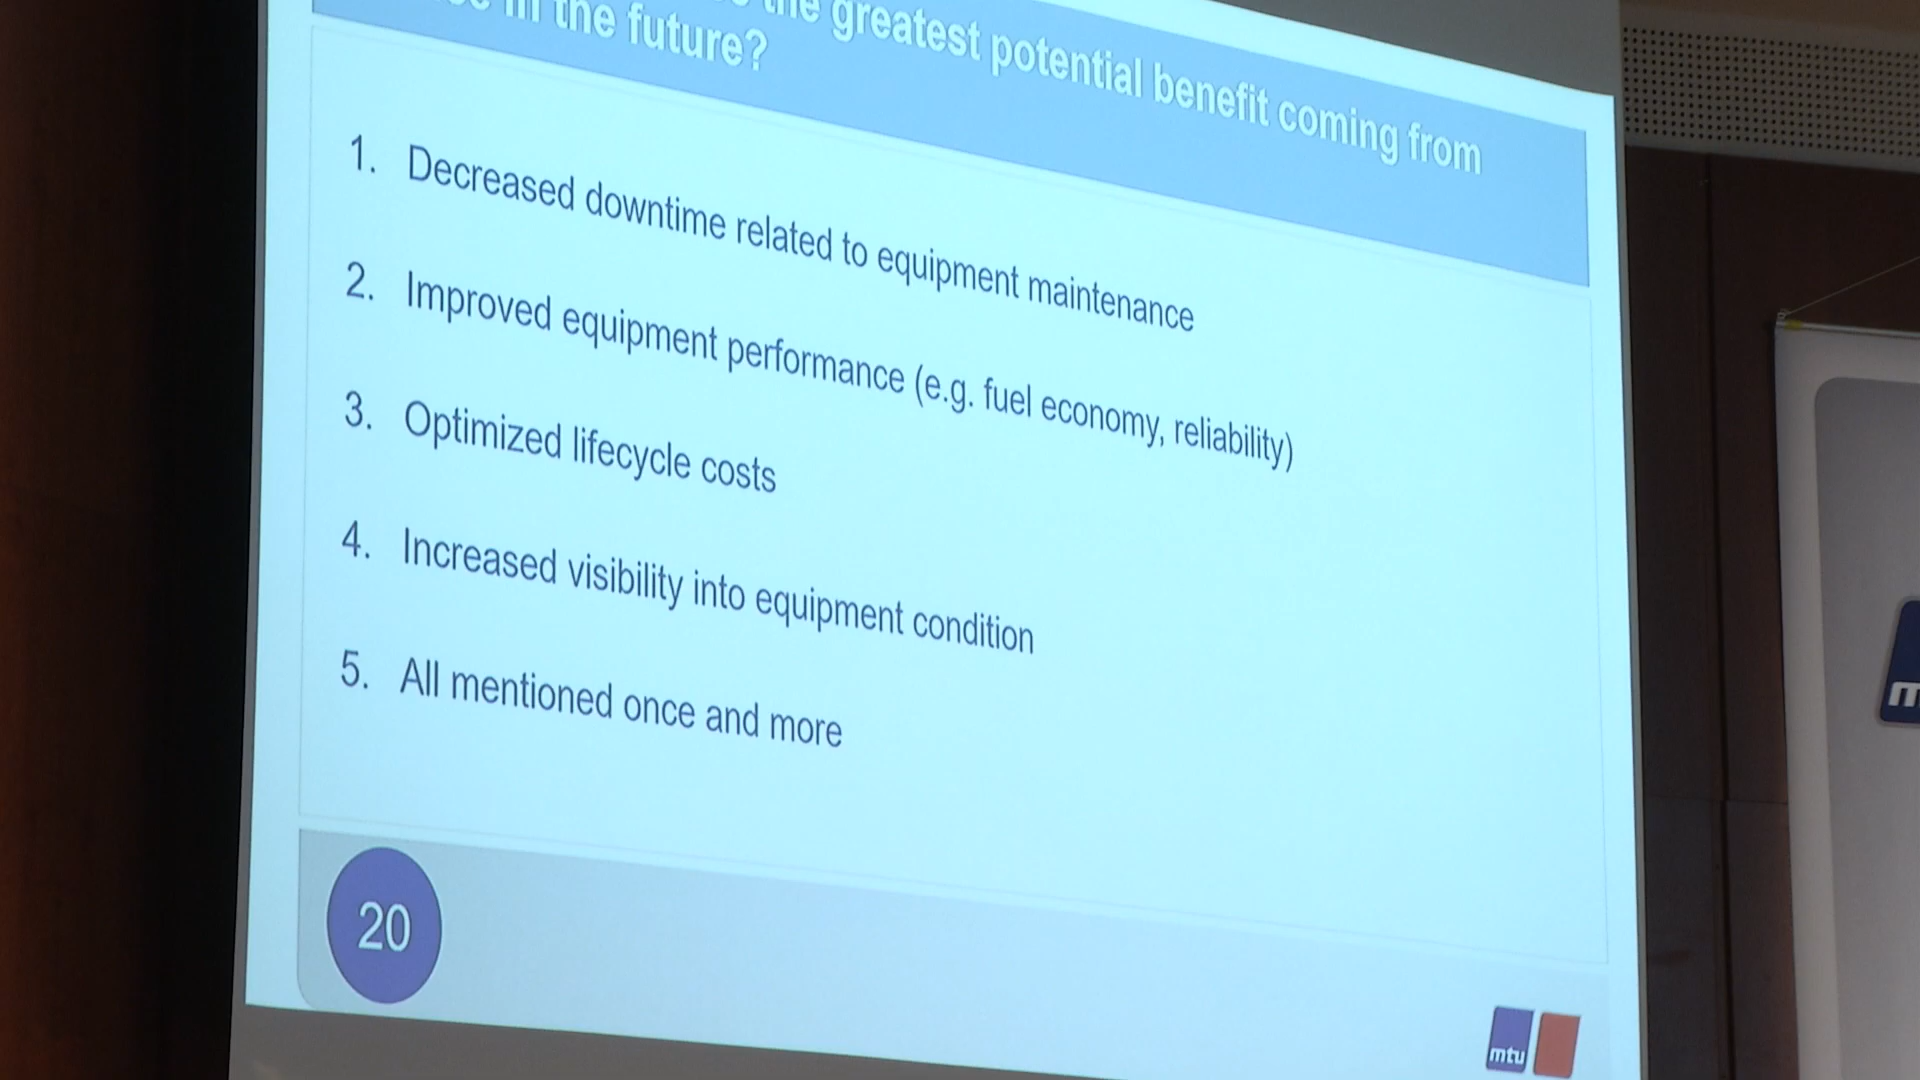 the greatest potential benefit coming from
in the future?
1. Decreased downtime related to equipment maintenance
2. Improved equipment performance (e.g. fuel economy, reliability)
3. Optimized lifecycle costs
4. Increased visibility into equipment condition
5. All mentioned once and more
20
mtu